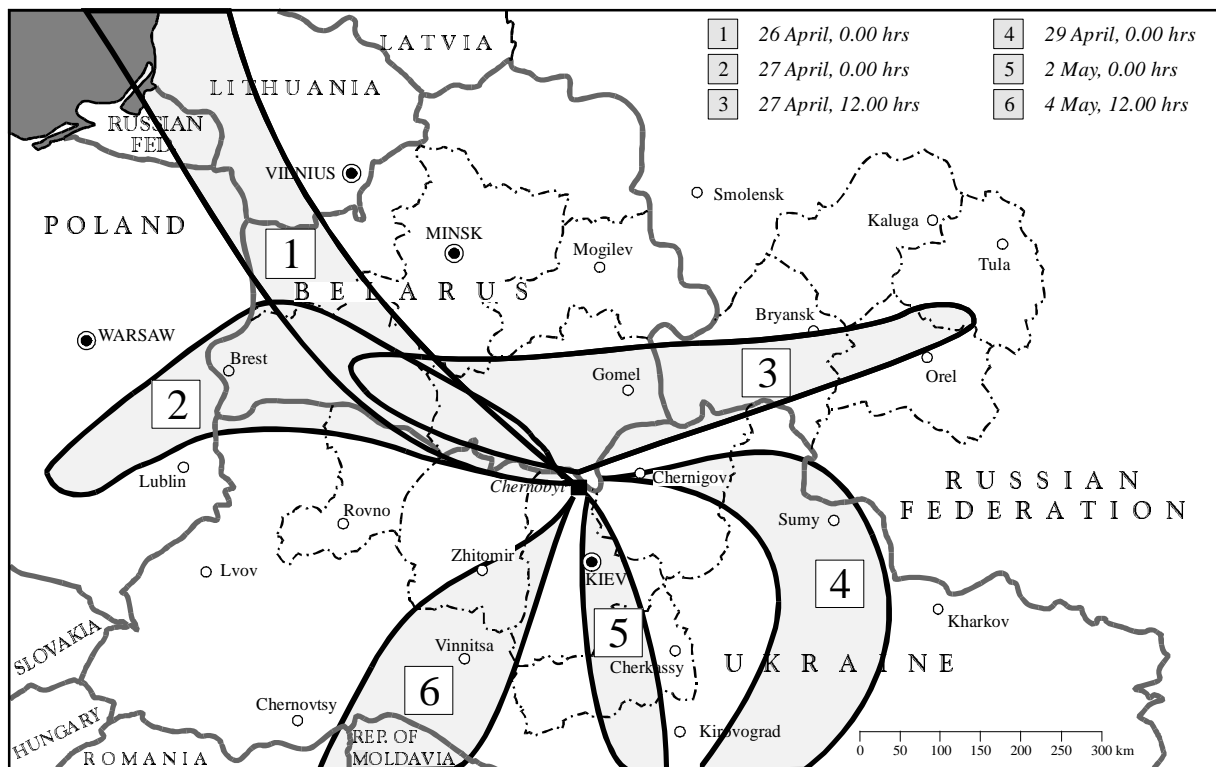 1 26 April, 0.00 hrs
2 27 April, 0.00 hrs
3 27 April, 12.00 hrs
4 29 April, 0.00 hrs
5 2 May, 0.00 hrs
6 4 May, 12.00 hrs
LATVIA
LITHUANIA
RUSSIAN
FED.
VILNIUS
Smolensk
POLAND
Kaluga
MINSK
Mogilev
Tula
1
BELARUS
Bryansk
WARSAW
Brest
Gomel
3
Orel
2
Lublin
Chernobyl
Chernigov
RUSSIAN
FEDERATION
Rovno
Sumy
Zhitomir
Lvov
KIEV
4
Kharkov
5
SLOVAKIA
Vinnitsa
Cherkassy
UKRAINE
6
Chernovtsy
HUNGARY
REP. OF
MOLDAVIA
Kirovograd
ROMANIA
0 50 100 150 200 250 300 km